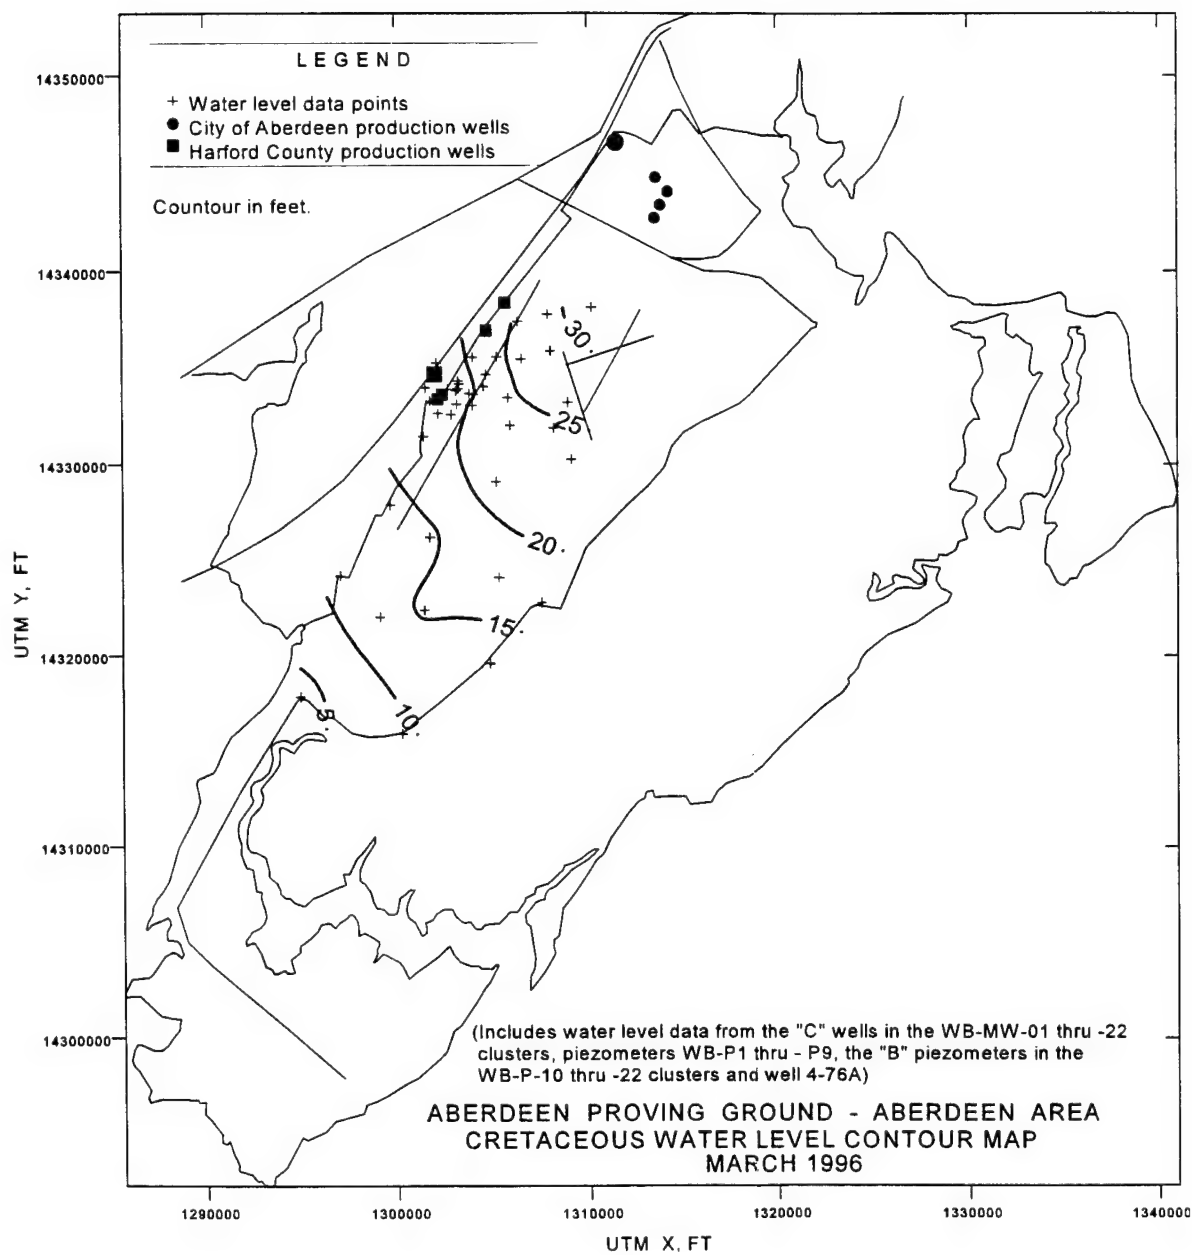 LEGEND
+ Water level data points
● City of Aberdeen production wells
■ Harford County production wells
Countour in feet.
14350000
14340000
14330000
14320000
14310000
14300000
UTM Y, FT
30.
25
20.
15.
10.
5.
(Includes water level data from the "C" wells in the WB-MW-01 thru -22
clusters, piezometers WB-P1 thru - P9, the "B" piezometers in the
WB-P-10 thru -22 clusters and well 4-76A)
ABERDEEN PROVING GROUND - ABERDEEN AREA
CRETACEOUS WATER LEVEL CONTOUR MAP
MARCH 1996
1290000 1300000 1310000 1320000 1330000 1340000
UTM X, FT